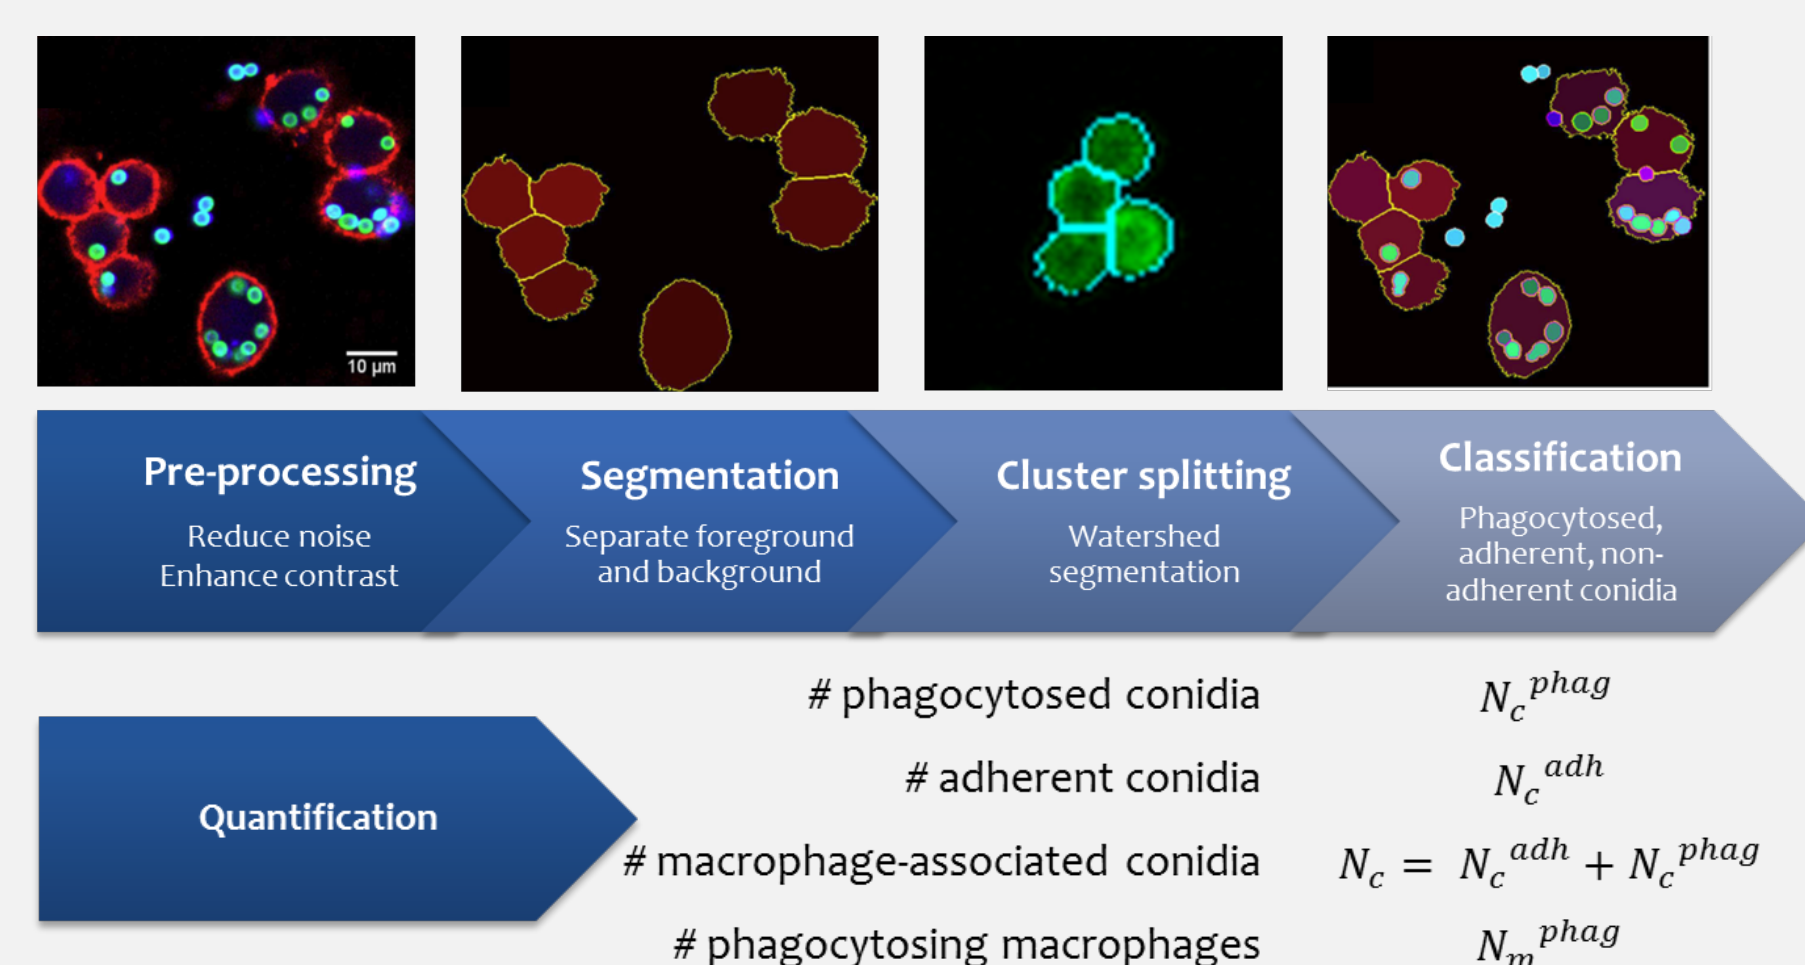 10 µm
Pre-processing
Reduce noise
Enhance contrast
Segmentation
Separate foreground
and background
Cluster splitting
Watershed
segmentation
Classification
Phagocytosed,
adherent, non-
adherent conidia
Quantification
# phagocytosed conidia N_c^phag
# adherent conidia N_c^adh
# macrophage-associated conidia N_c = N_c^adh + N_c^phag
# phagocytosing macrophages N_m^phag